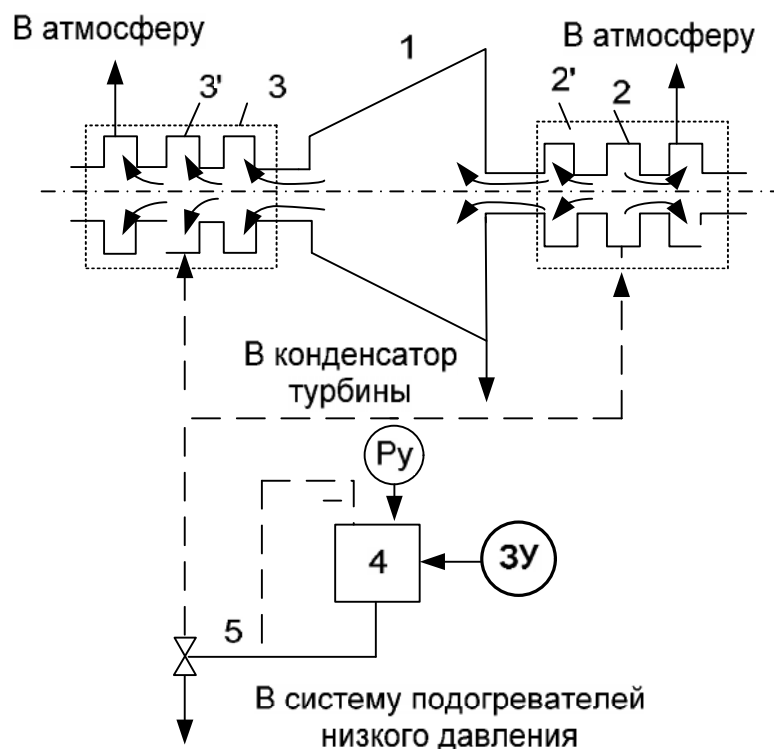 В атмосферу
В атмосферу
1
3'
3
2'
2
В конденсатор
турбины
Ру
4
ЗУ
5
В систему подогревателей
низкого давления